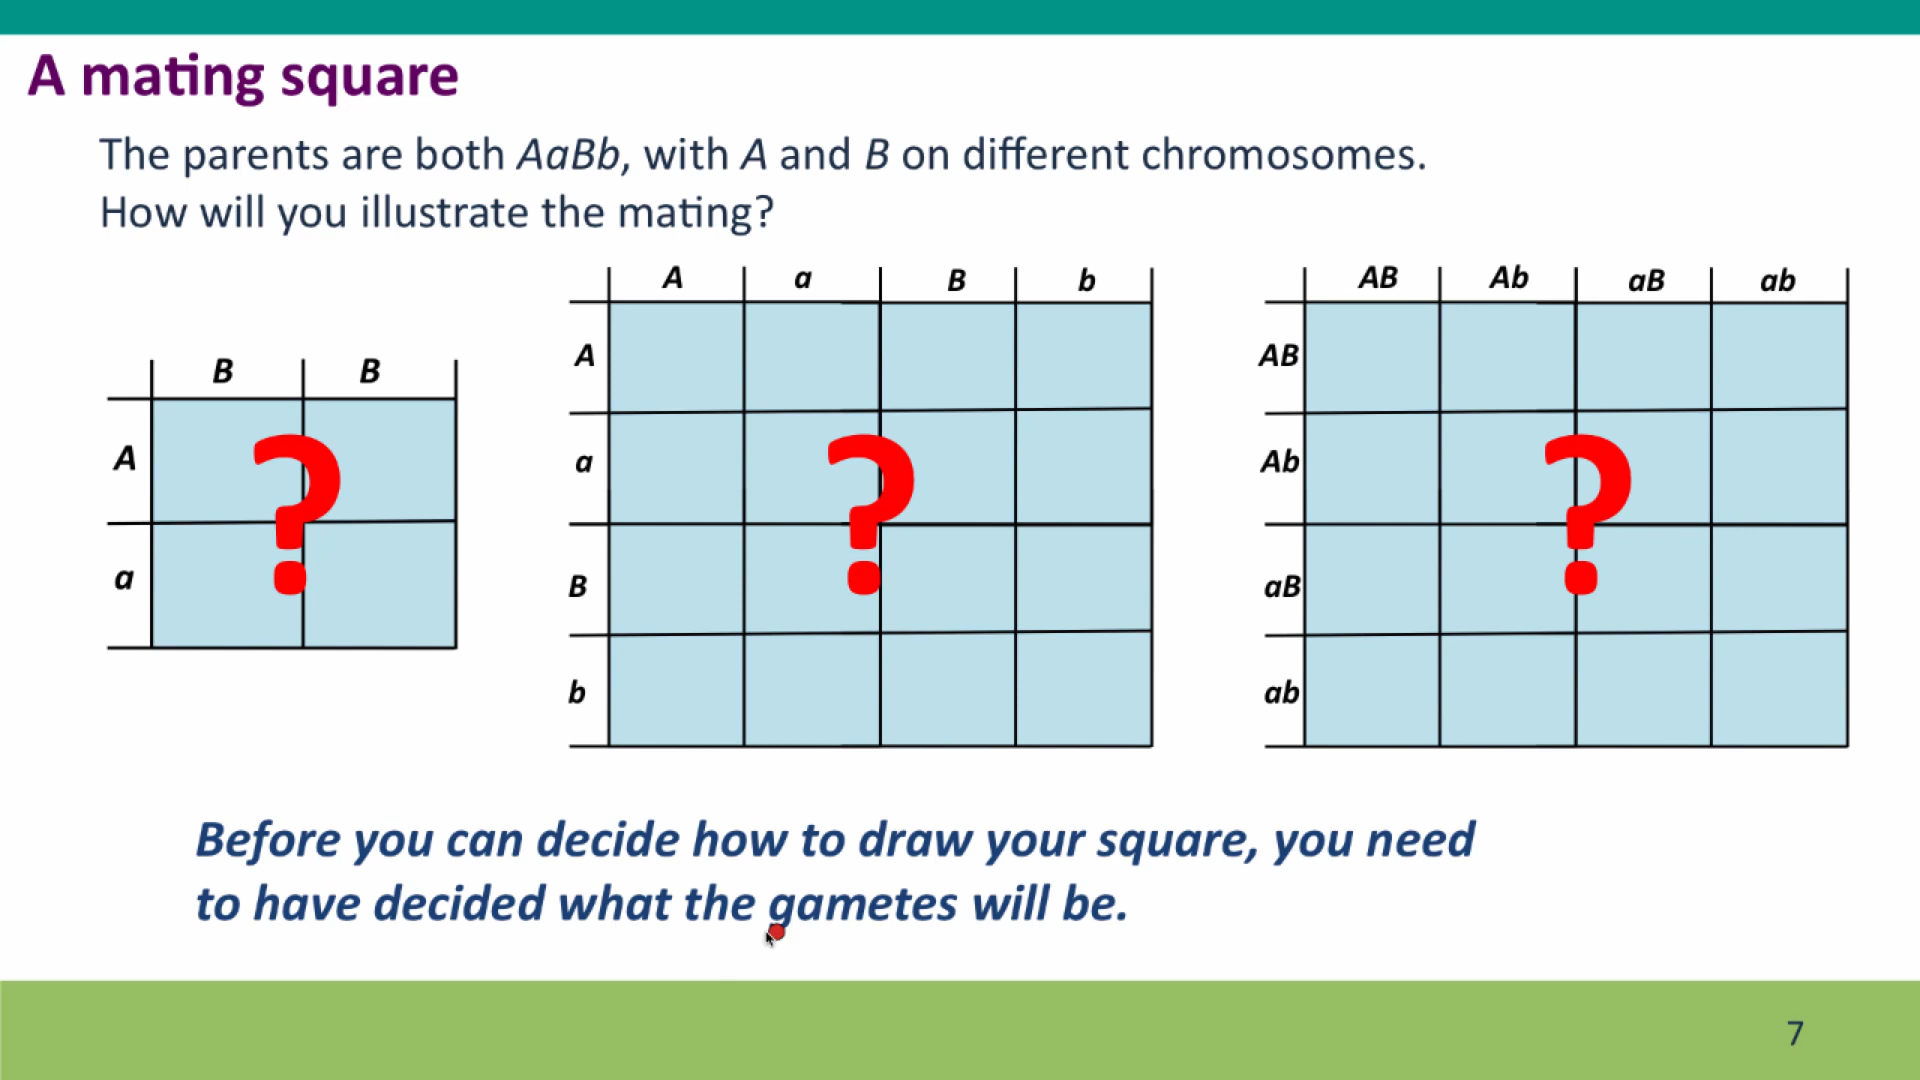 A mating square
The parents are both AaBb, with A and B on different chromosomes.
How will you illustrate the mating?
B B
A
a
?
A a B b
A
a
B
b
?
AB Ab aB ab
AB
Ab
aB
ab
?
Before you can decide how to draw your square, you need
to have decided what the gametes will be.
7